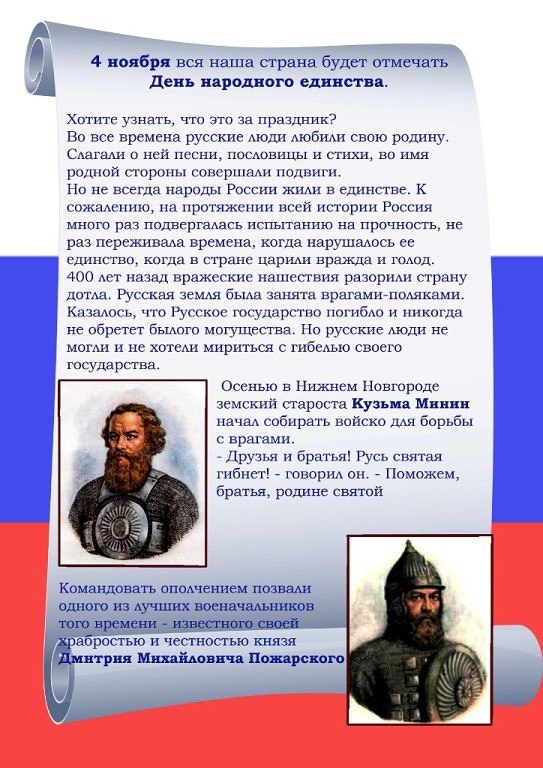 4 ноября вся наша страна будет отмечать
День народного единства.
Хотите узнать, что это за праздник?
Во все времена русские люди любили свою родину.
Слагали о ней песни, пословицы и стихи, во имя
родной стороны совершали подвиги.
Но не всегда народы России жили в единстве. К
сожалению, на протяжении всей истории Россия
много раз подвергалась испытанию на прочность, не
раз переживала времена, когда нарушалось ее
единство, когда в стране царили вражда и голод.
400 лет назад вражеские нашествия разорили страну
дотла. Русская земля была занята врагами-поляками.
Казалось, что Русское государство погибло и никогда
не обретет былого могущества. Но русские люди не
могли и не хотели мириться с гибелью своего
государства.
Осенью в Нижнем Новгороде
земский староста Кузьма Минин
начал собирать войско для борьбы
с врагами.
- Друзья и братья! Русь святая
гибнет! - говорил он. - Поможем,
братья, родине святой
Командовать ополчением позвали
одного из лучших военачальников
того времени - известного своей
храбростью и честностью князя
Дмитрия Михайловича Пожарского